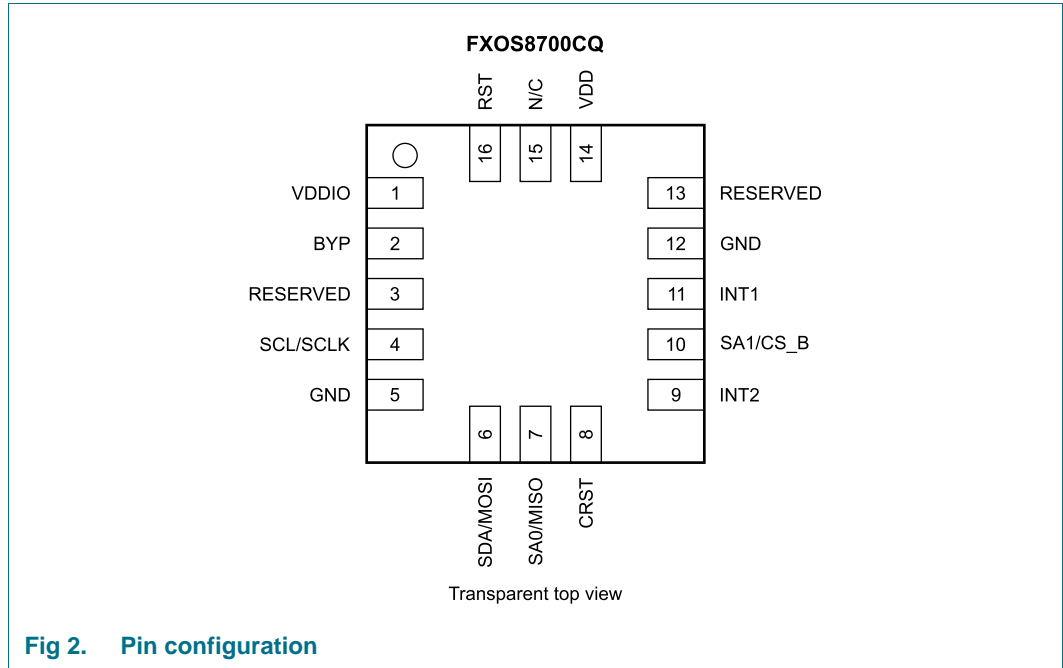 FXOS8700CQ
RST
N/C
VDD
16
15
14
VDDIO 1
13 RESERVED
BYP 2
12 GND
RESERVED 3
11 INT1
SCL/SCLK 4
10 SA1/CS_B
GND 5
9 INT2
6
7
8
SDA/MOSI
SA0/MISO
CRST
Transparent top view
Fig 2. Pin configuration